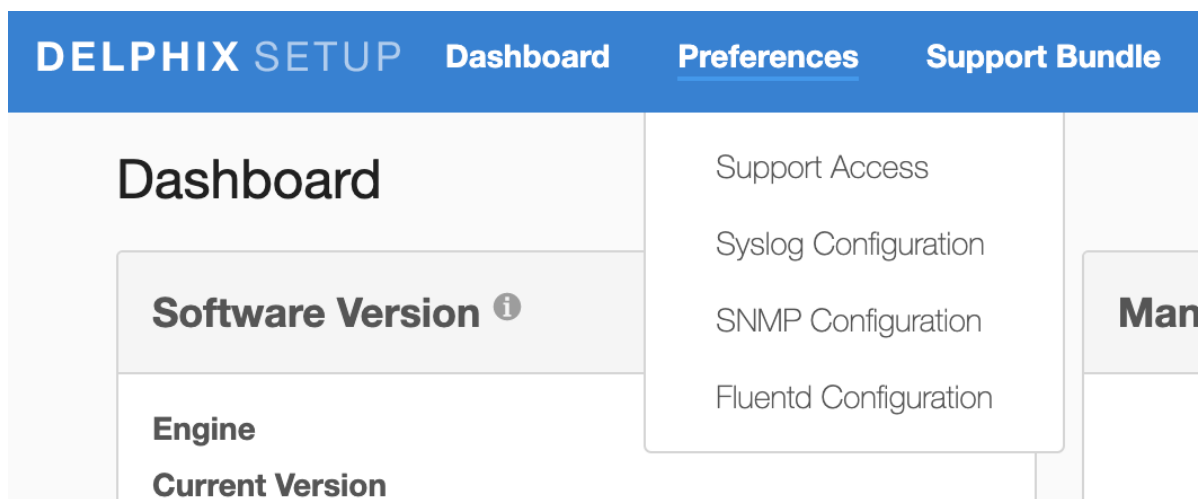 DELPHIX SETUP Dashboard Preferences Support Bundle
Dashboard
Support Access
Syslog Configuration
SNMP Configuration
Fluentd Configuration
Software Version
Engine
Current Version